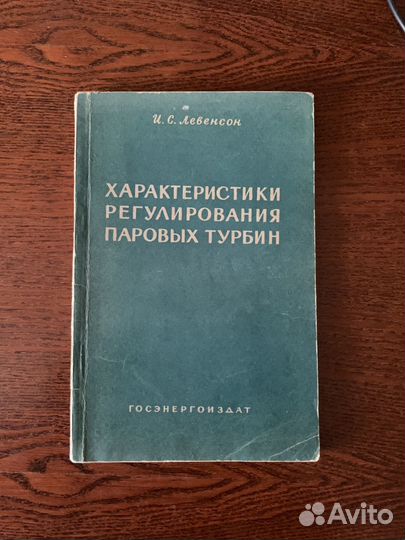 И. С. Левенсон
ХАРАКТЕРИСТИКИ
РЕГУЛИРОВАНИЯ
ПАРОВЫХ ТУРБИН
ГОСЭНЕРГОИЗДАТ
Avito